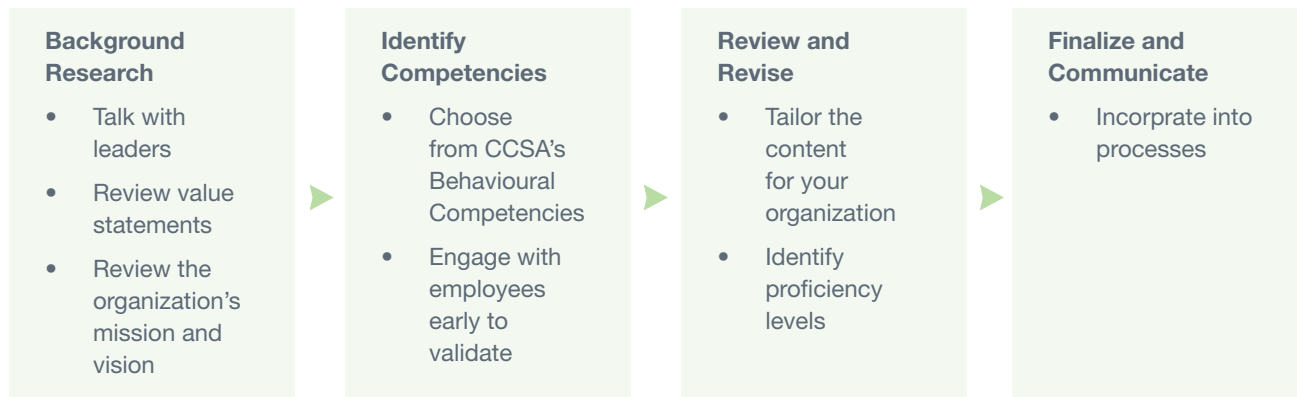 Background
Research
• Talk with
leaders
• Review value
statements
• Review the
organization's
mission and
vision
Identify
Competencies
• Choose
from CCSA's
Behavioural
Competencies
• Engage with
employees
early to
validate
Review and
Revise
• Tailor the
content
for your
organization
• Identify
proficiency
levels
Finalize and
Communicate
• Incorprate into
processes